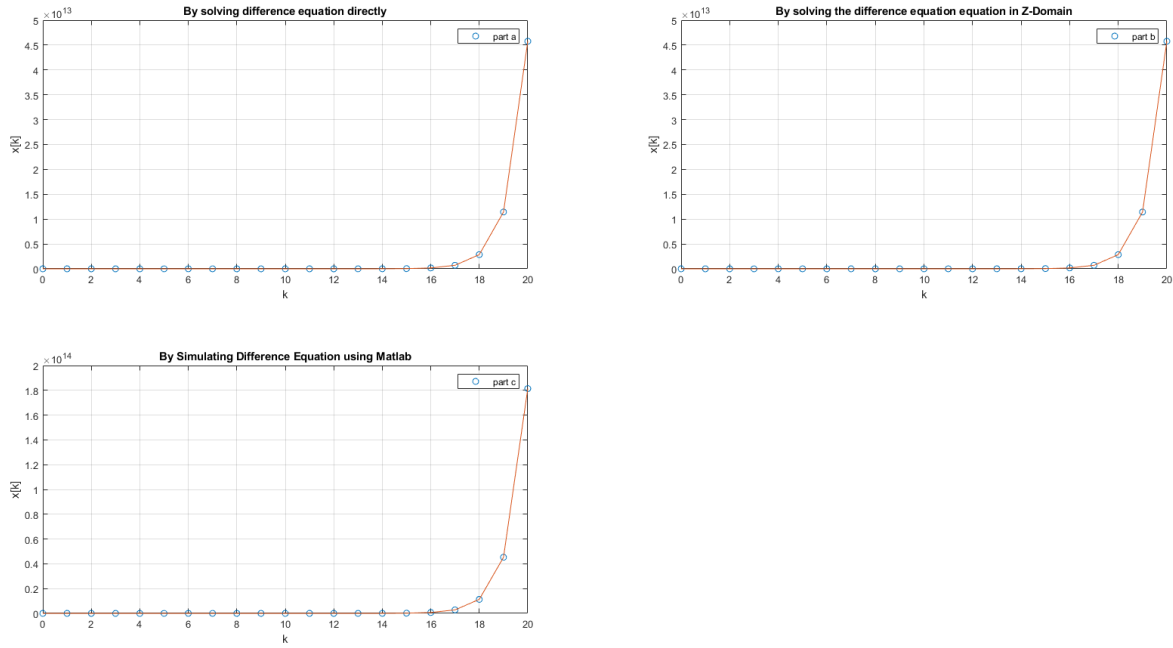 By solving difference equation directly
×10^13
5
4.5
4
3.5
3
2.5
2
1.5
1
0.5
0
x[k]
part a
0 2 4 6 8 10 12 14 16 18 20
k
By solving the difference equation equation in Z-Domain
×10^13
5
4.5
4
3.5
3
2.5
2
1.5
1
0.5
0
x[k]
part b
0 2 4 6 8 10 12 14 16 18 20
k
By Simulating Difference Equation using Matlab
×10^14
2
1.8
1.6
1.4
1.2
1
0.8
0.6
0.4
0.2
0
x[k]
part c
0 2 4 6 8 10 12 14 16 18 20
k